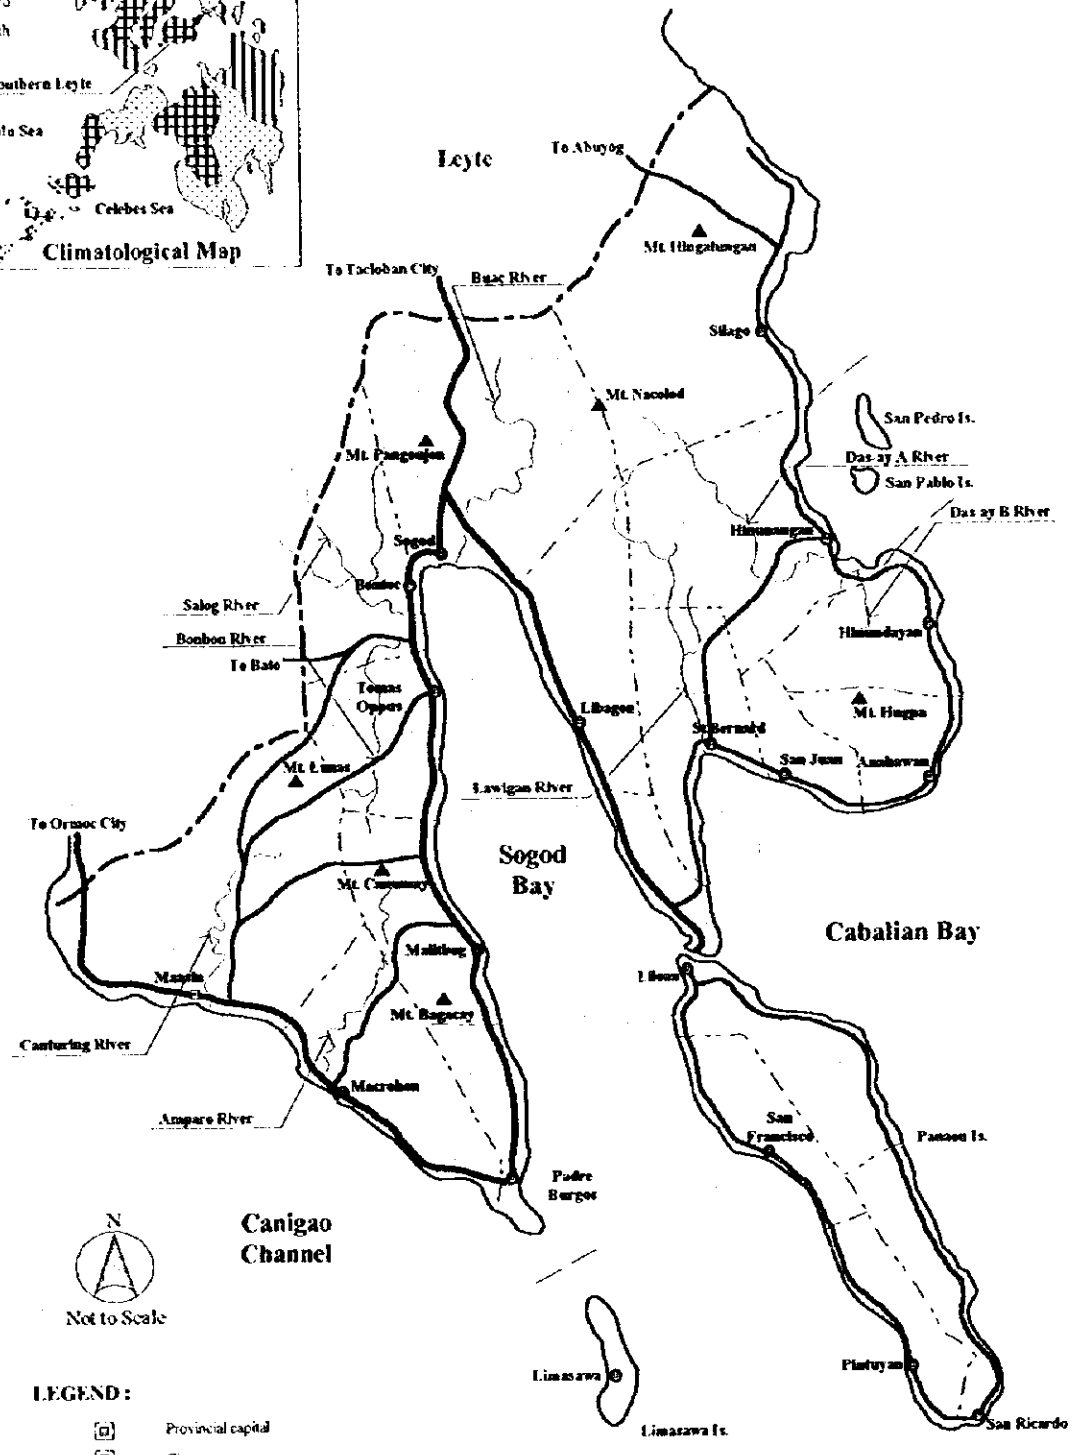 Southern Leyte
Celebes Sea
Climatological Map
Leyte
To Abuyog
Mt. Hingatungan
To Tacloban City
Buac River
Silago
Mt. Nacolod
San Pedro Is.
Mt. Pangonjon
Das-ay A River
San Pablo Is.
Das ay B River
Hinunangan
Sogod
Bontoc
Salog River
Hinundayan
Bonbon River
To Bato
Tomas
Oppus
Libagon
Mt. Hugpa
St. Bernard
San Juan
Anahawan
Mt. Lunas
Lawigan River
To Ormoc City
Sogod
Bay
Cabalian Bay
Malitbog
Liloan
Maasin
Mt. Bagacay
Canturing River
Macrohon
Amparo River
San
Francisco
Panaon Is.
Padre
Burgos
N
Canigao
Channel
Not to Scale
Limasawa
Pintuyan
San Ricardo
Limasawa Is.
LEGEND :
Provincial capital